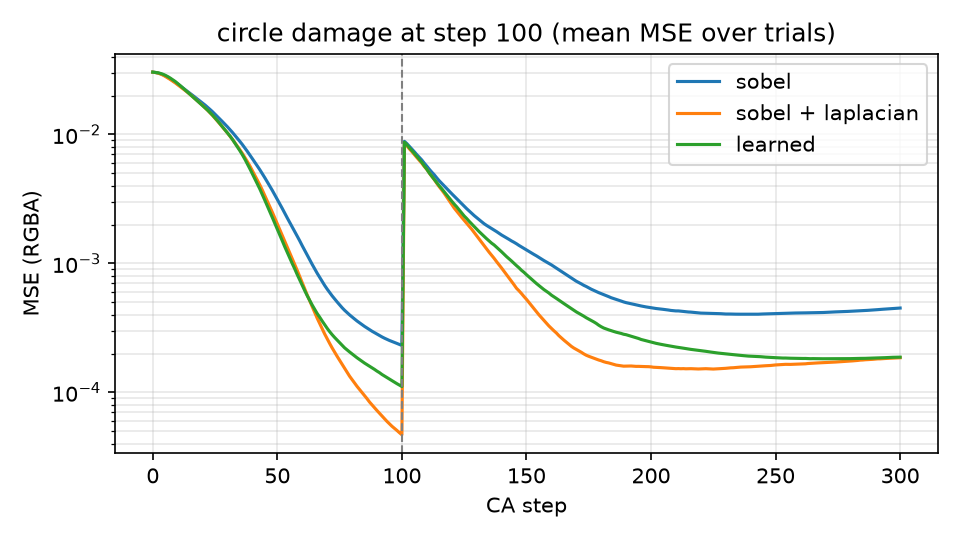 circle damage at step 100 (mean MSE over trials)
sobel
sobel + laplacian
learned
MSE (RGBA)
10⁻²
10⁻³
10⁻⁴
0 50 100 150 200 250 300
CA step